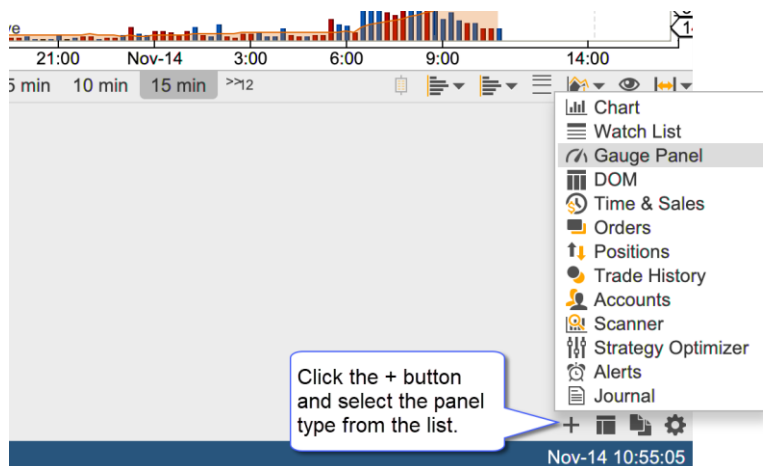 21:00 Nov-14 3:00 6:00 9:00 14:00
5 min 10 min 15 min >>12
Chart
Watch List
Gauge Panel
DOM
Time & Sales
Orders
Positions
Trade History
Accounts
Scanner
Strategy Optimizer
Alerts
Journal
Click the + button
and select the panel
type from the list.
Nov-14 10:55:05